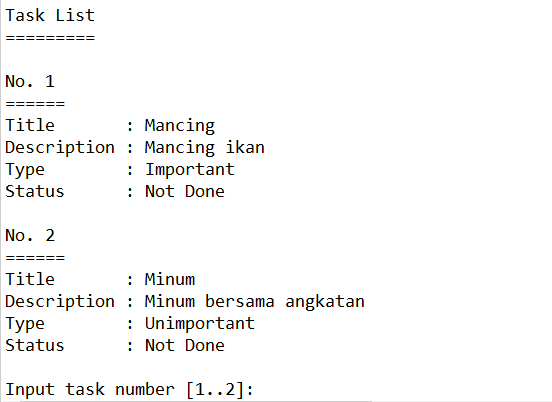 Task List
=========
No. 1
======
Title       : Mancing
Description : Mancing ikan
Type        : Important
Status      : Not Done
No. 2
======
Title       : Minum
Description : Minum bersama angkatan
Type        : Unimportant
Status      : Not Done
Input task number [1..2]: